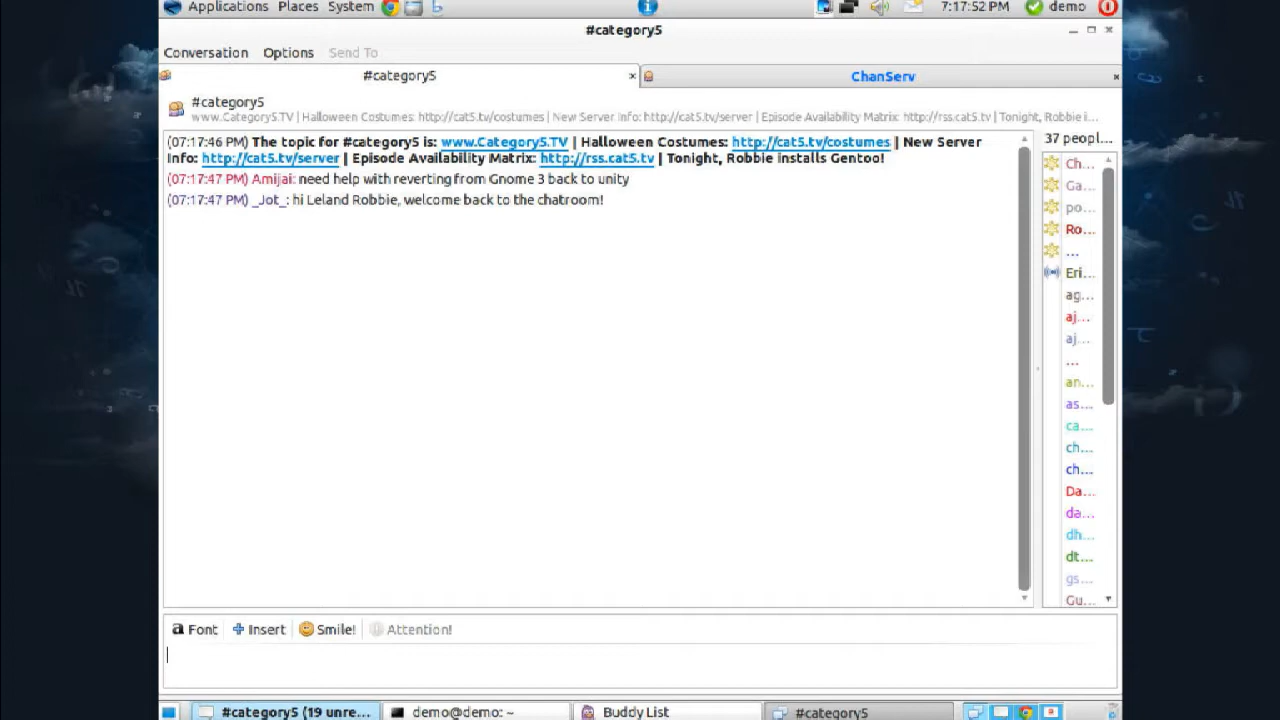 Applications Places System 7:17:52 PM demo
#category5
Conversation Options Send To
#category5 ChanServ
#category5
www.Category5.TV | Halloween Costumes: http://cat5.tv/costumes | New Server Info: http://cat5.tv/server | Episode Availability Matrix: http://rss.cat5.tv | Tonight, Robbie i...
37 peopl...
(07:17:46 PM) The topic for #category5 is: www.Category5.TV | Halloween Costumes: http://cat5.tv/costumes | New Server
Info: http://cat5.tv/server | Episode Availability Matrix: http://rss.cat5.tv | Tonight, Robbie installs Gentoo!
(07:17:47 PM) Amijai: need help with reverting from Gnome 3 back to unity
(07:17:47 PM) _Jot_: hi Leland Robbie, welcome back to the chatroom!
Ch...
Ga...
po...
Ro...
...
Eri...
ag...
aj...
aj...
...
an...
as...
ca...
ch...
ch...
Da...
da...
dh...
dt...
gs...
Gu...
a Font Insert Smile! Attention!
#category5 (19 unre... demo@demo: ~ Buddy List #category5